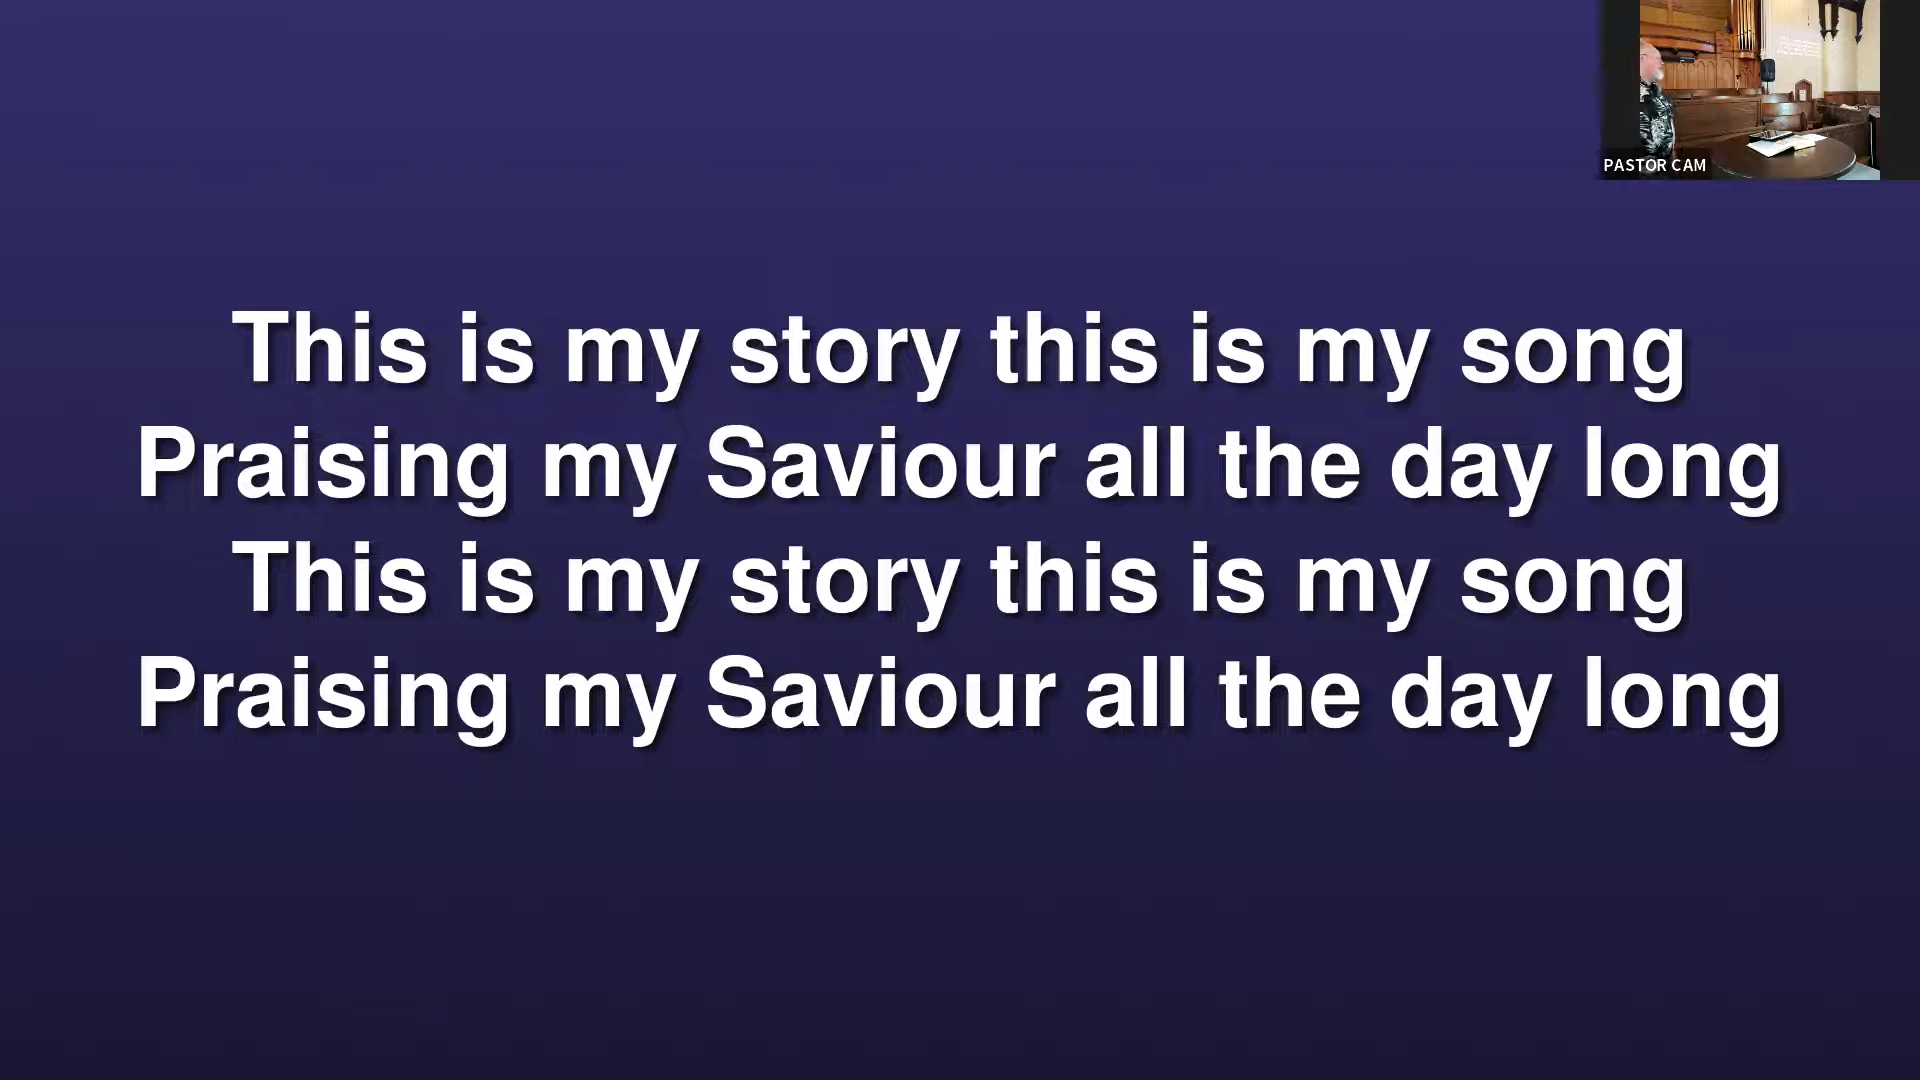 PASTOR CAM
This is my story this is my song
Praising my Saviour all the day long
This is my story this is my song
Praising my Saviour all the day long